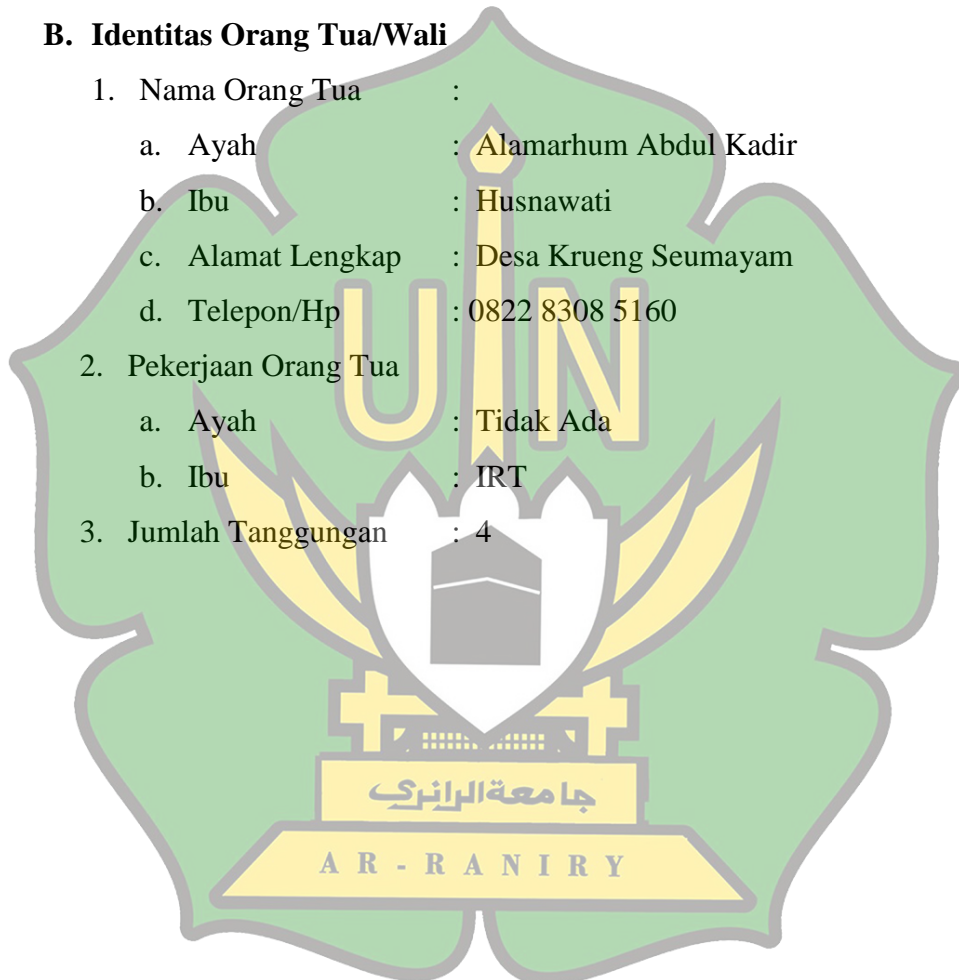 B. Identitas Orang Tua/Wali
1. Nama Orang Tua :
a. Ayah : Alamarhum Abdul Kadir
b. Ibu : Husnawati
c. Alamat Lengkap : Desa Krueng Seumayam
d. Telepon/Hp : 0822 8308 5160
2. Pekerjaan Orang Tua
a. Ayah : Tidak Ada
b. Ibu : IRT
3. Jumlah Tanggungan : 4
UIN
جامعة الرانري
AR-RANIRY